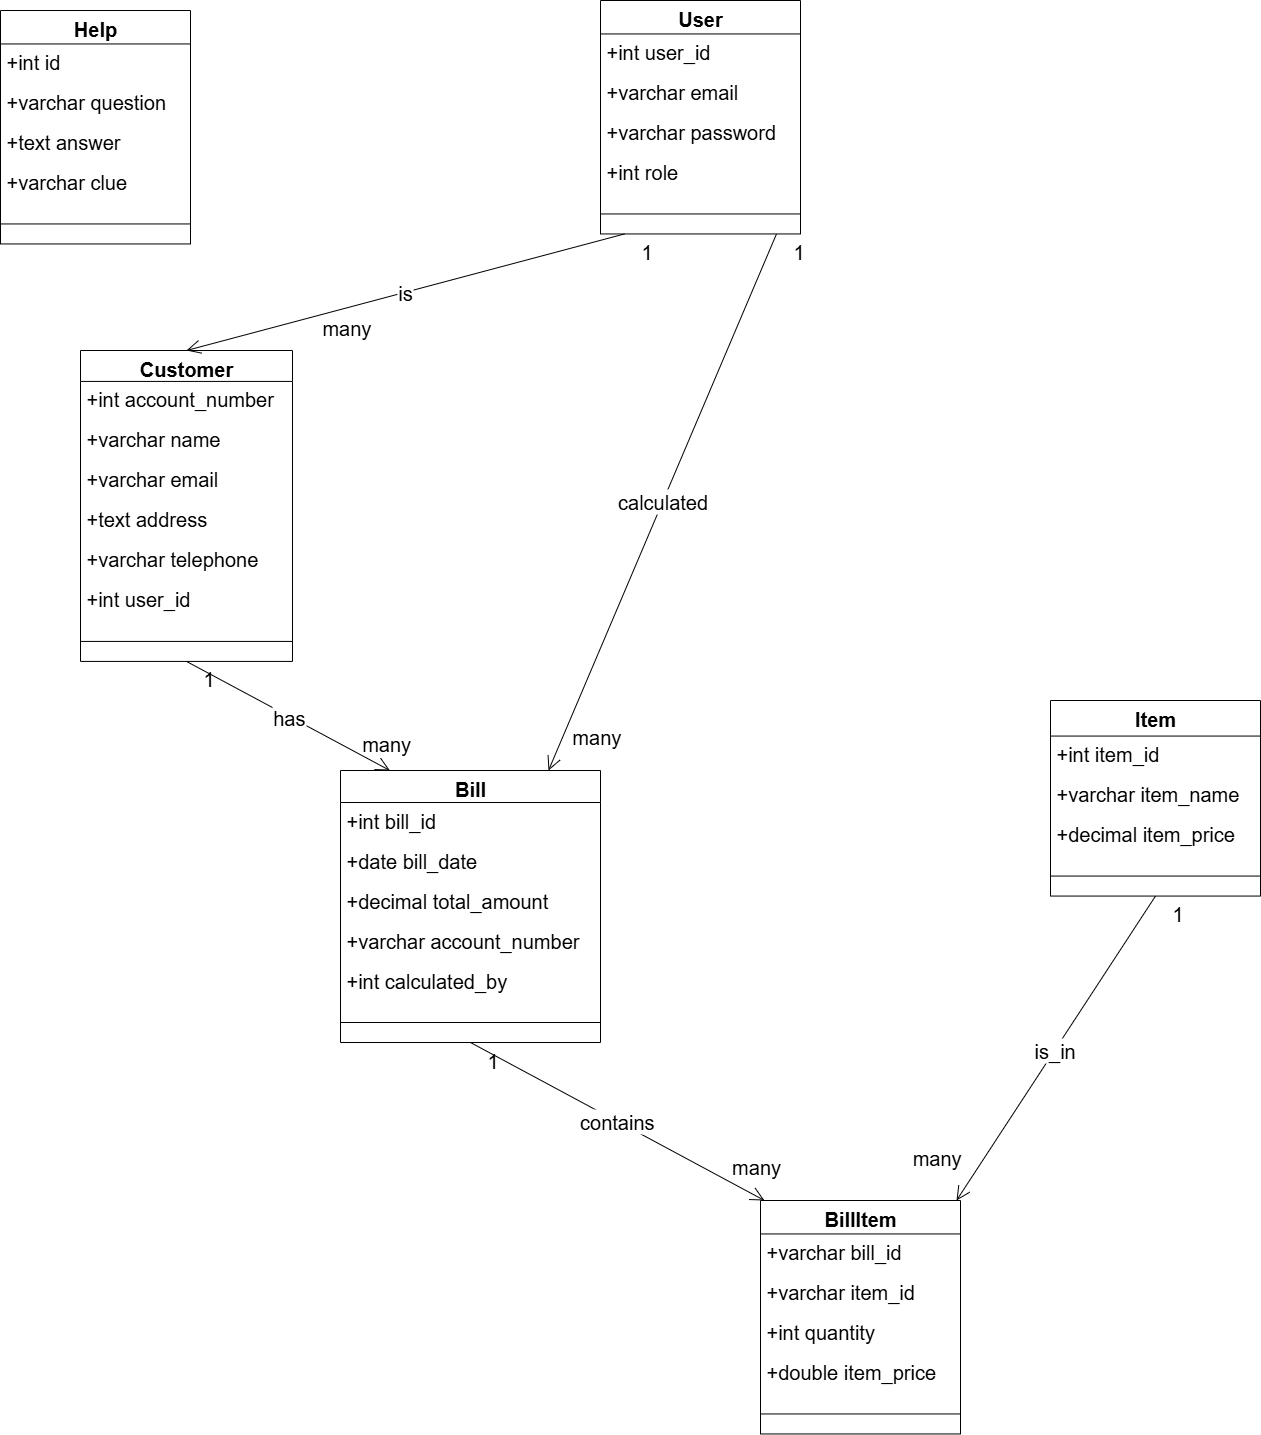 Help
+int id
+varchar question
+text answer
+varchar clue
User
+int user_id
+varchar email
+varchar password
+int role
1
1
is
many
Customer
+int account_number
+varchar name
+varchar email
+text address
+varchar telephone
+int user_id
calculated
1
has
many
many
Bill
+int bill_id
+date bill_date
+decimal total_amount
+varchar account_number
+int calculated_by
Item
+int item_id
+varchar item_name
+decimal item_price
1
1
is_in
contains
many
many
BillItem
+varchar bill_id
+varchar item_id
+int quantity
+double item_price